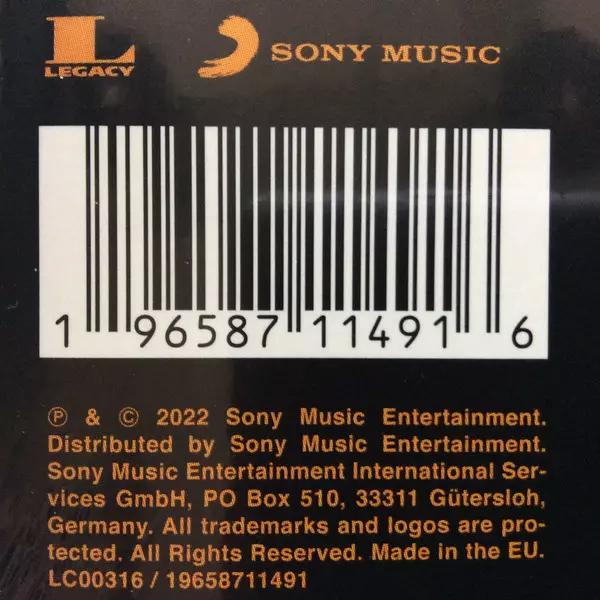 L
LEGACY
SONY MUSIC
1 96587 11491 6
℗ & © 2022 Sony Music Entertainment.
Distributed by Sony Music Entertainment.
Sony Music Entertainment International Ser-
vices GmbH, PO Box 510, 33311 Gütersloh,
Germany. All trademarks and logos are pro-
tected. All Rights Reserved. Made in the EU.
LC00316 / 19658711491